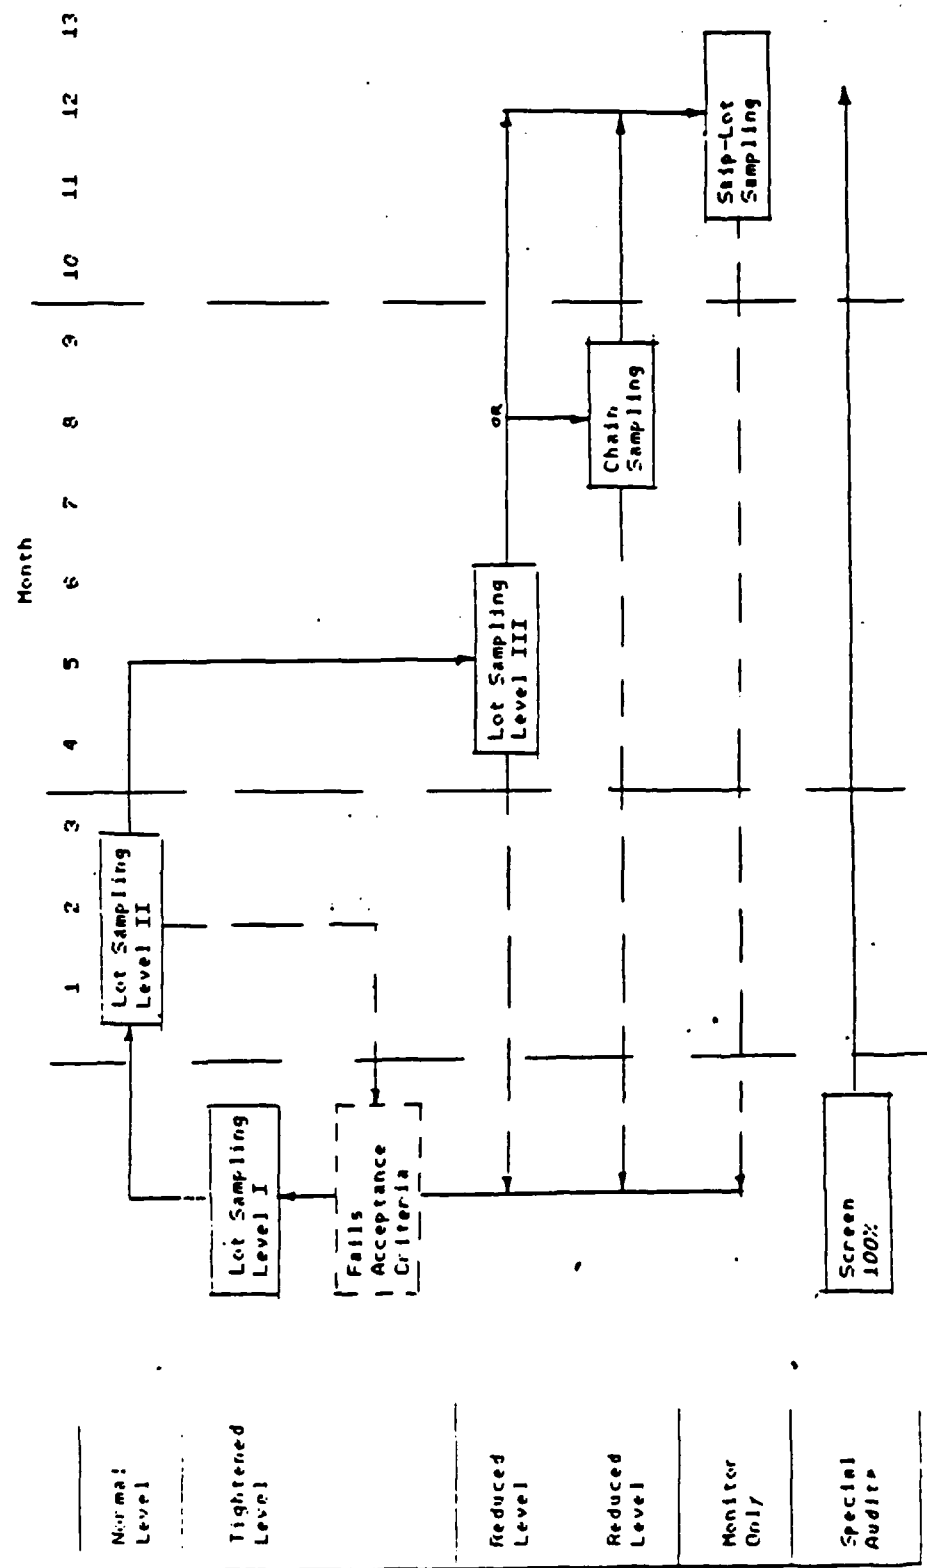 Month
1 2 3 4 5 6 7 8 9 10 11 12 13
Normal
Level
Lot Sampling
Level II
Tightened
Level
Lot Sampling
Level I
Fails
Acceptance
Criteria
Reduced
Level
Lot Sampling
Level III
OR
Reduced
Level
Chain
Sampling
Monitor
Only
Skip-Lot
Sampling
Special
Audits
Screen
100%